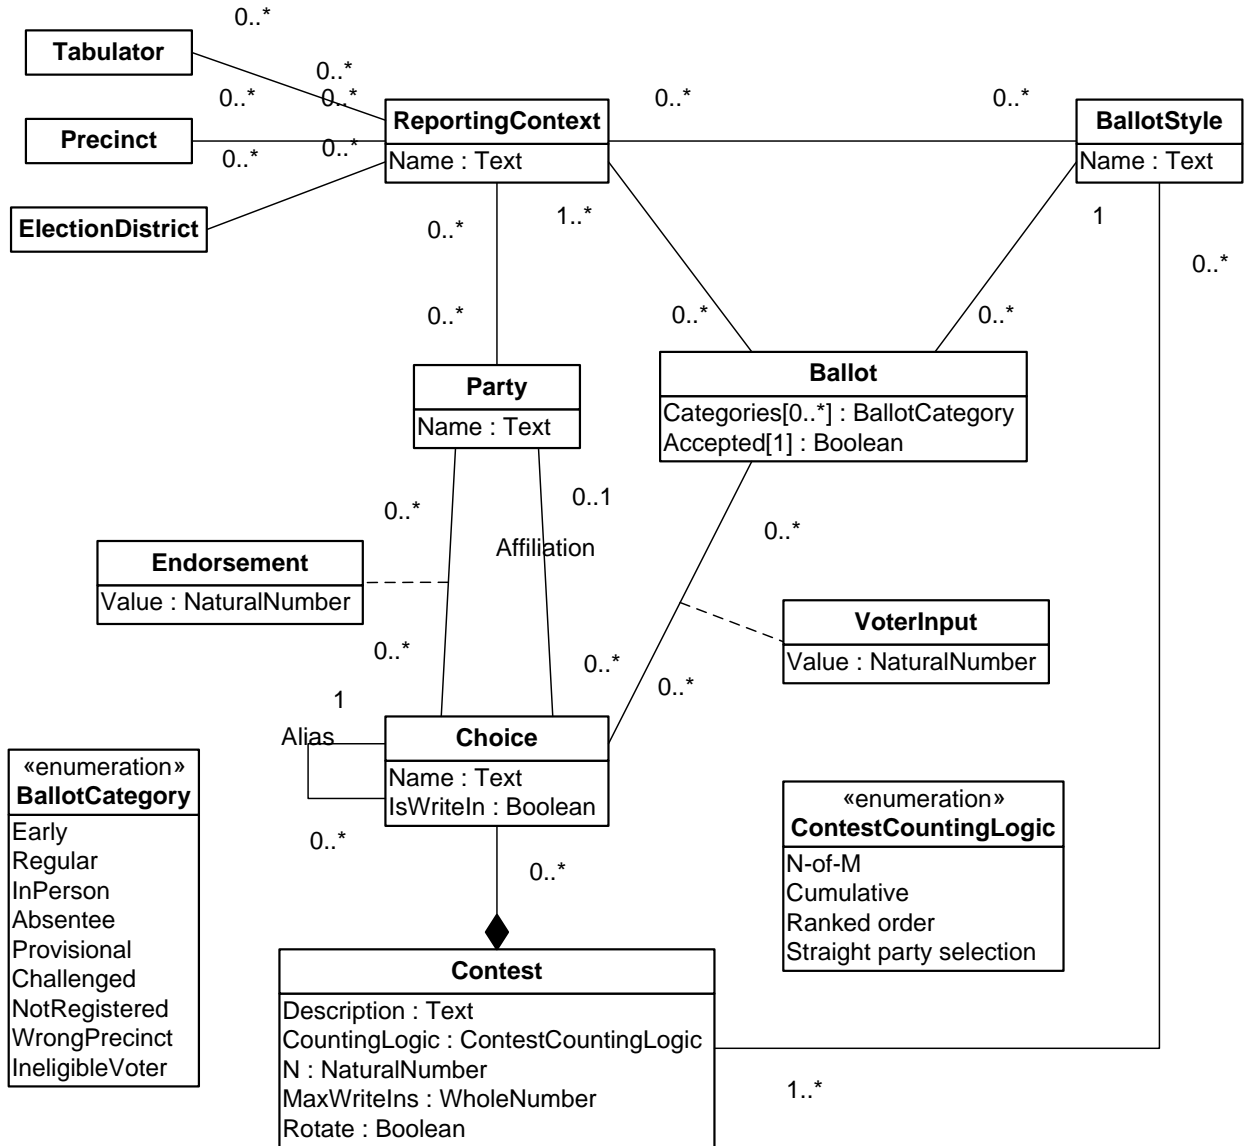 0..*
Tabulator
0..*
0..*
0..*
0..*
0..*
ReportingContext
BallotStyle
Precinct
0..*
0..*
Name : Text
Name : Text
ElectionDistrict
0..*
1..*
1
0..*
0..*
0..*
0..*
Party
Name : Text
Ballot
Categories[0..*] : BallotCategory
Accepted[1] : Boolean
0..*
0..1
0..*
Affiliation
Endorsement
Value : NaturalNumber
VoterInput
Value : NaturalNumber
0..*
0..*
0..*
1
Alias
Choice
Name : Text
IsWriteIn : Boolean
0..*
0..*
«enumeration»
BallotCategory
Early
Regular
InPerson
Absentee
Provisional
Challenged
NotRegistered
WrongPrecinct
IneligibleVoter
«enumeration»
ContestCountingLogic
N-of-M
Cumulative
Ranked order
Straight party selection
Contest
Description : Text
CountingLogic : ContestCountingLogic
N : NaturalNumber
MaxWriteIns : WholeNumber
Rotate : Boolean
1..*